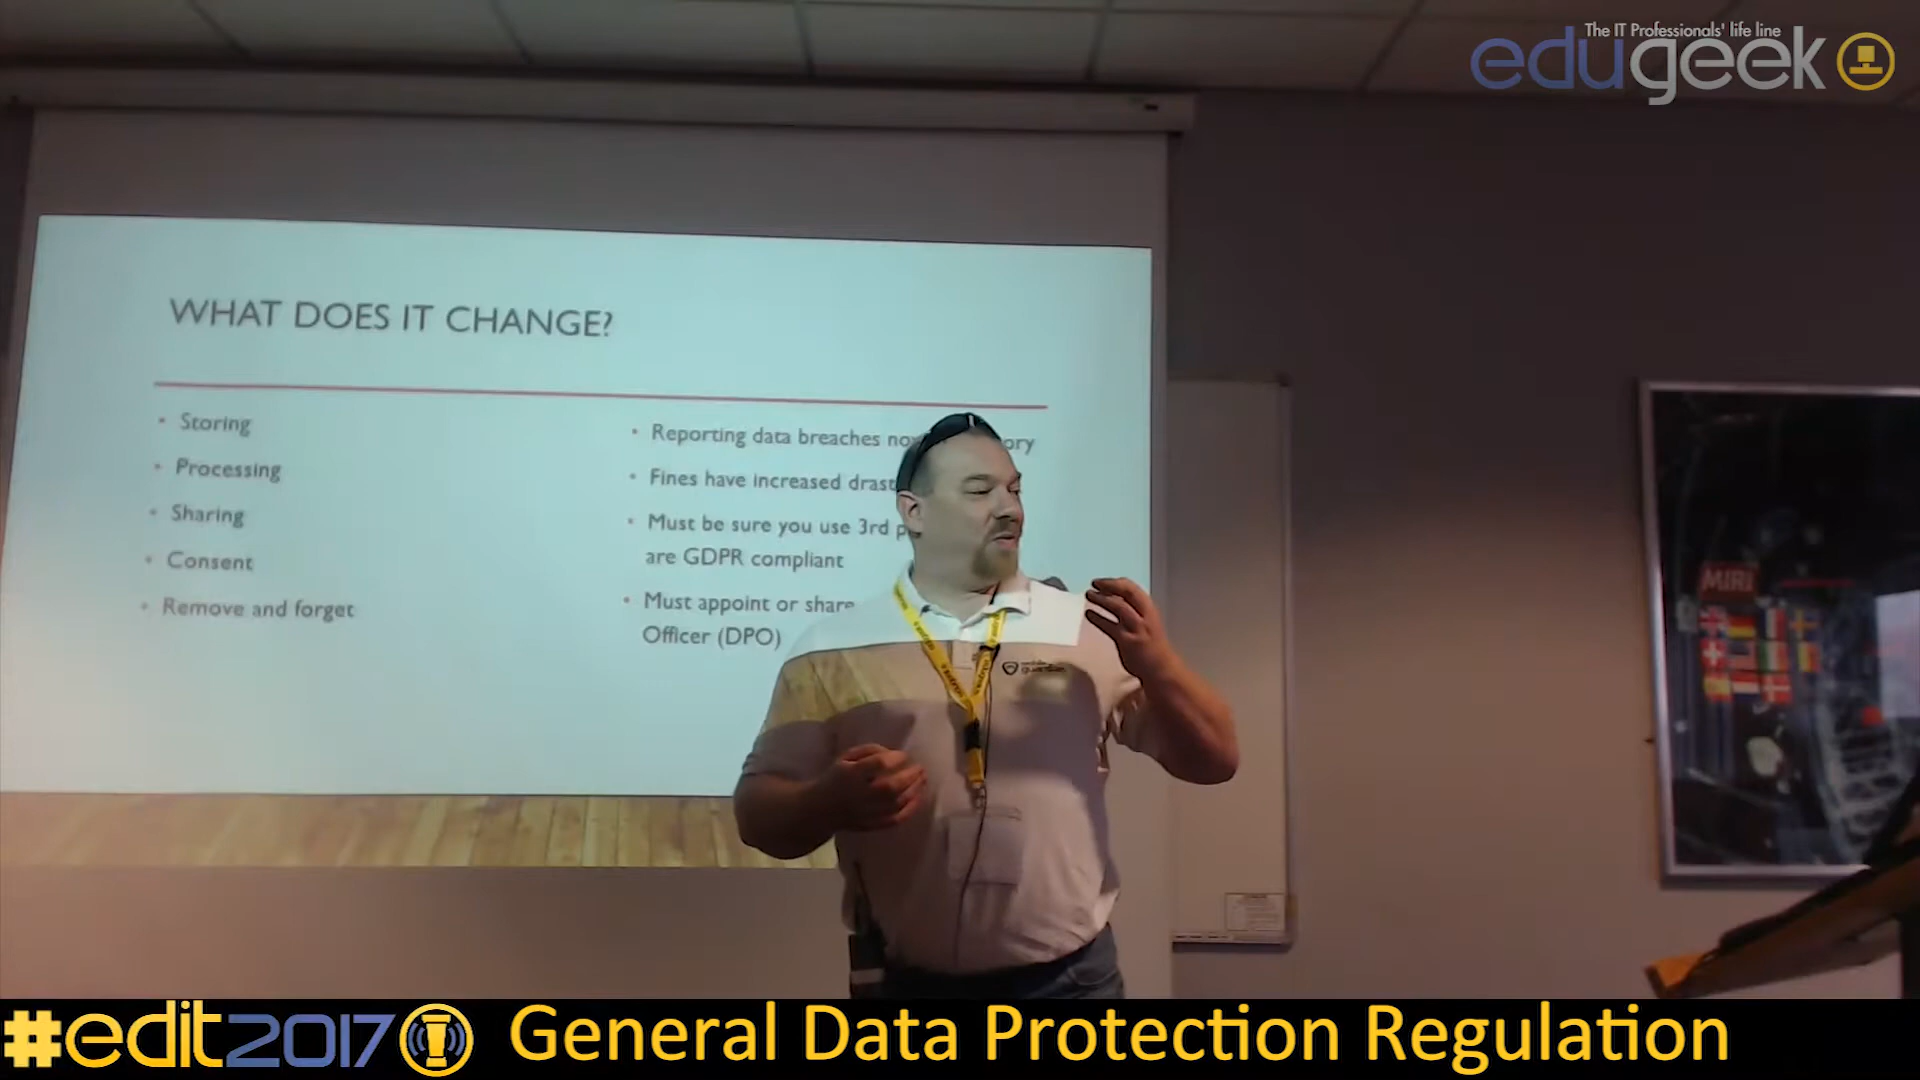 The IT Professionals' life line
edugeek
WHAT DOES IT CHANGE?
• Storing
• Processing
• Sharing
• Consent
• Remove and forget
• Reporting data breaches
• Fines have increased
• Must be sure you use 3rd
are GDPR compliant
• Must appoint or share
Officer (DPO)
guardian
MIRI
#edit2017 General Data Protection Regulation